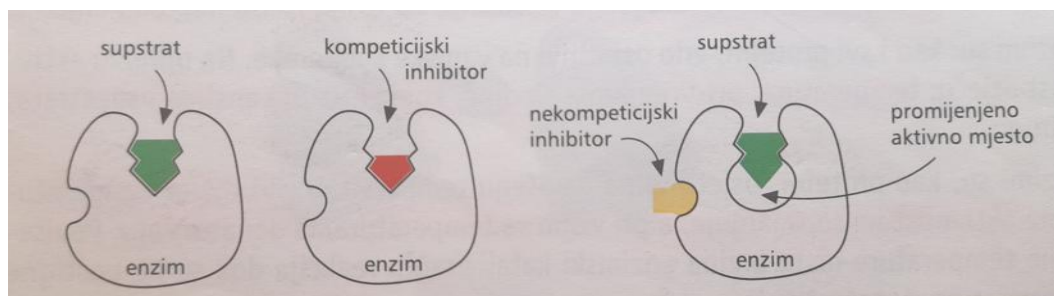 supstrat
enzim
kompeticijski
inhibitor
enzim
nekompeticijski
inhibitor
supstrat
promijenjeno
aktivno mjesto
enzim